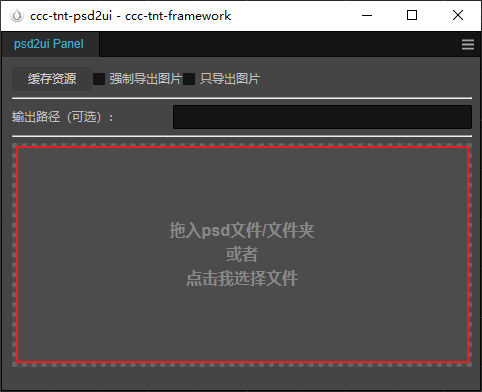 ccc-tnt-psd2ui - ccc-tnt-framework
psd2ui Panel
缓存资源 强制导出图片 只导出图片
输出路径（可选）：
拖入psd文件/文件夹
或者
点击我选择文件